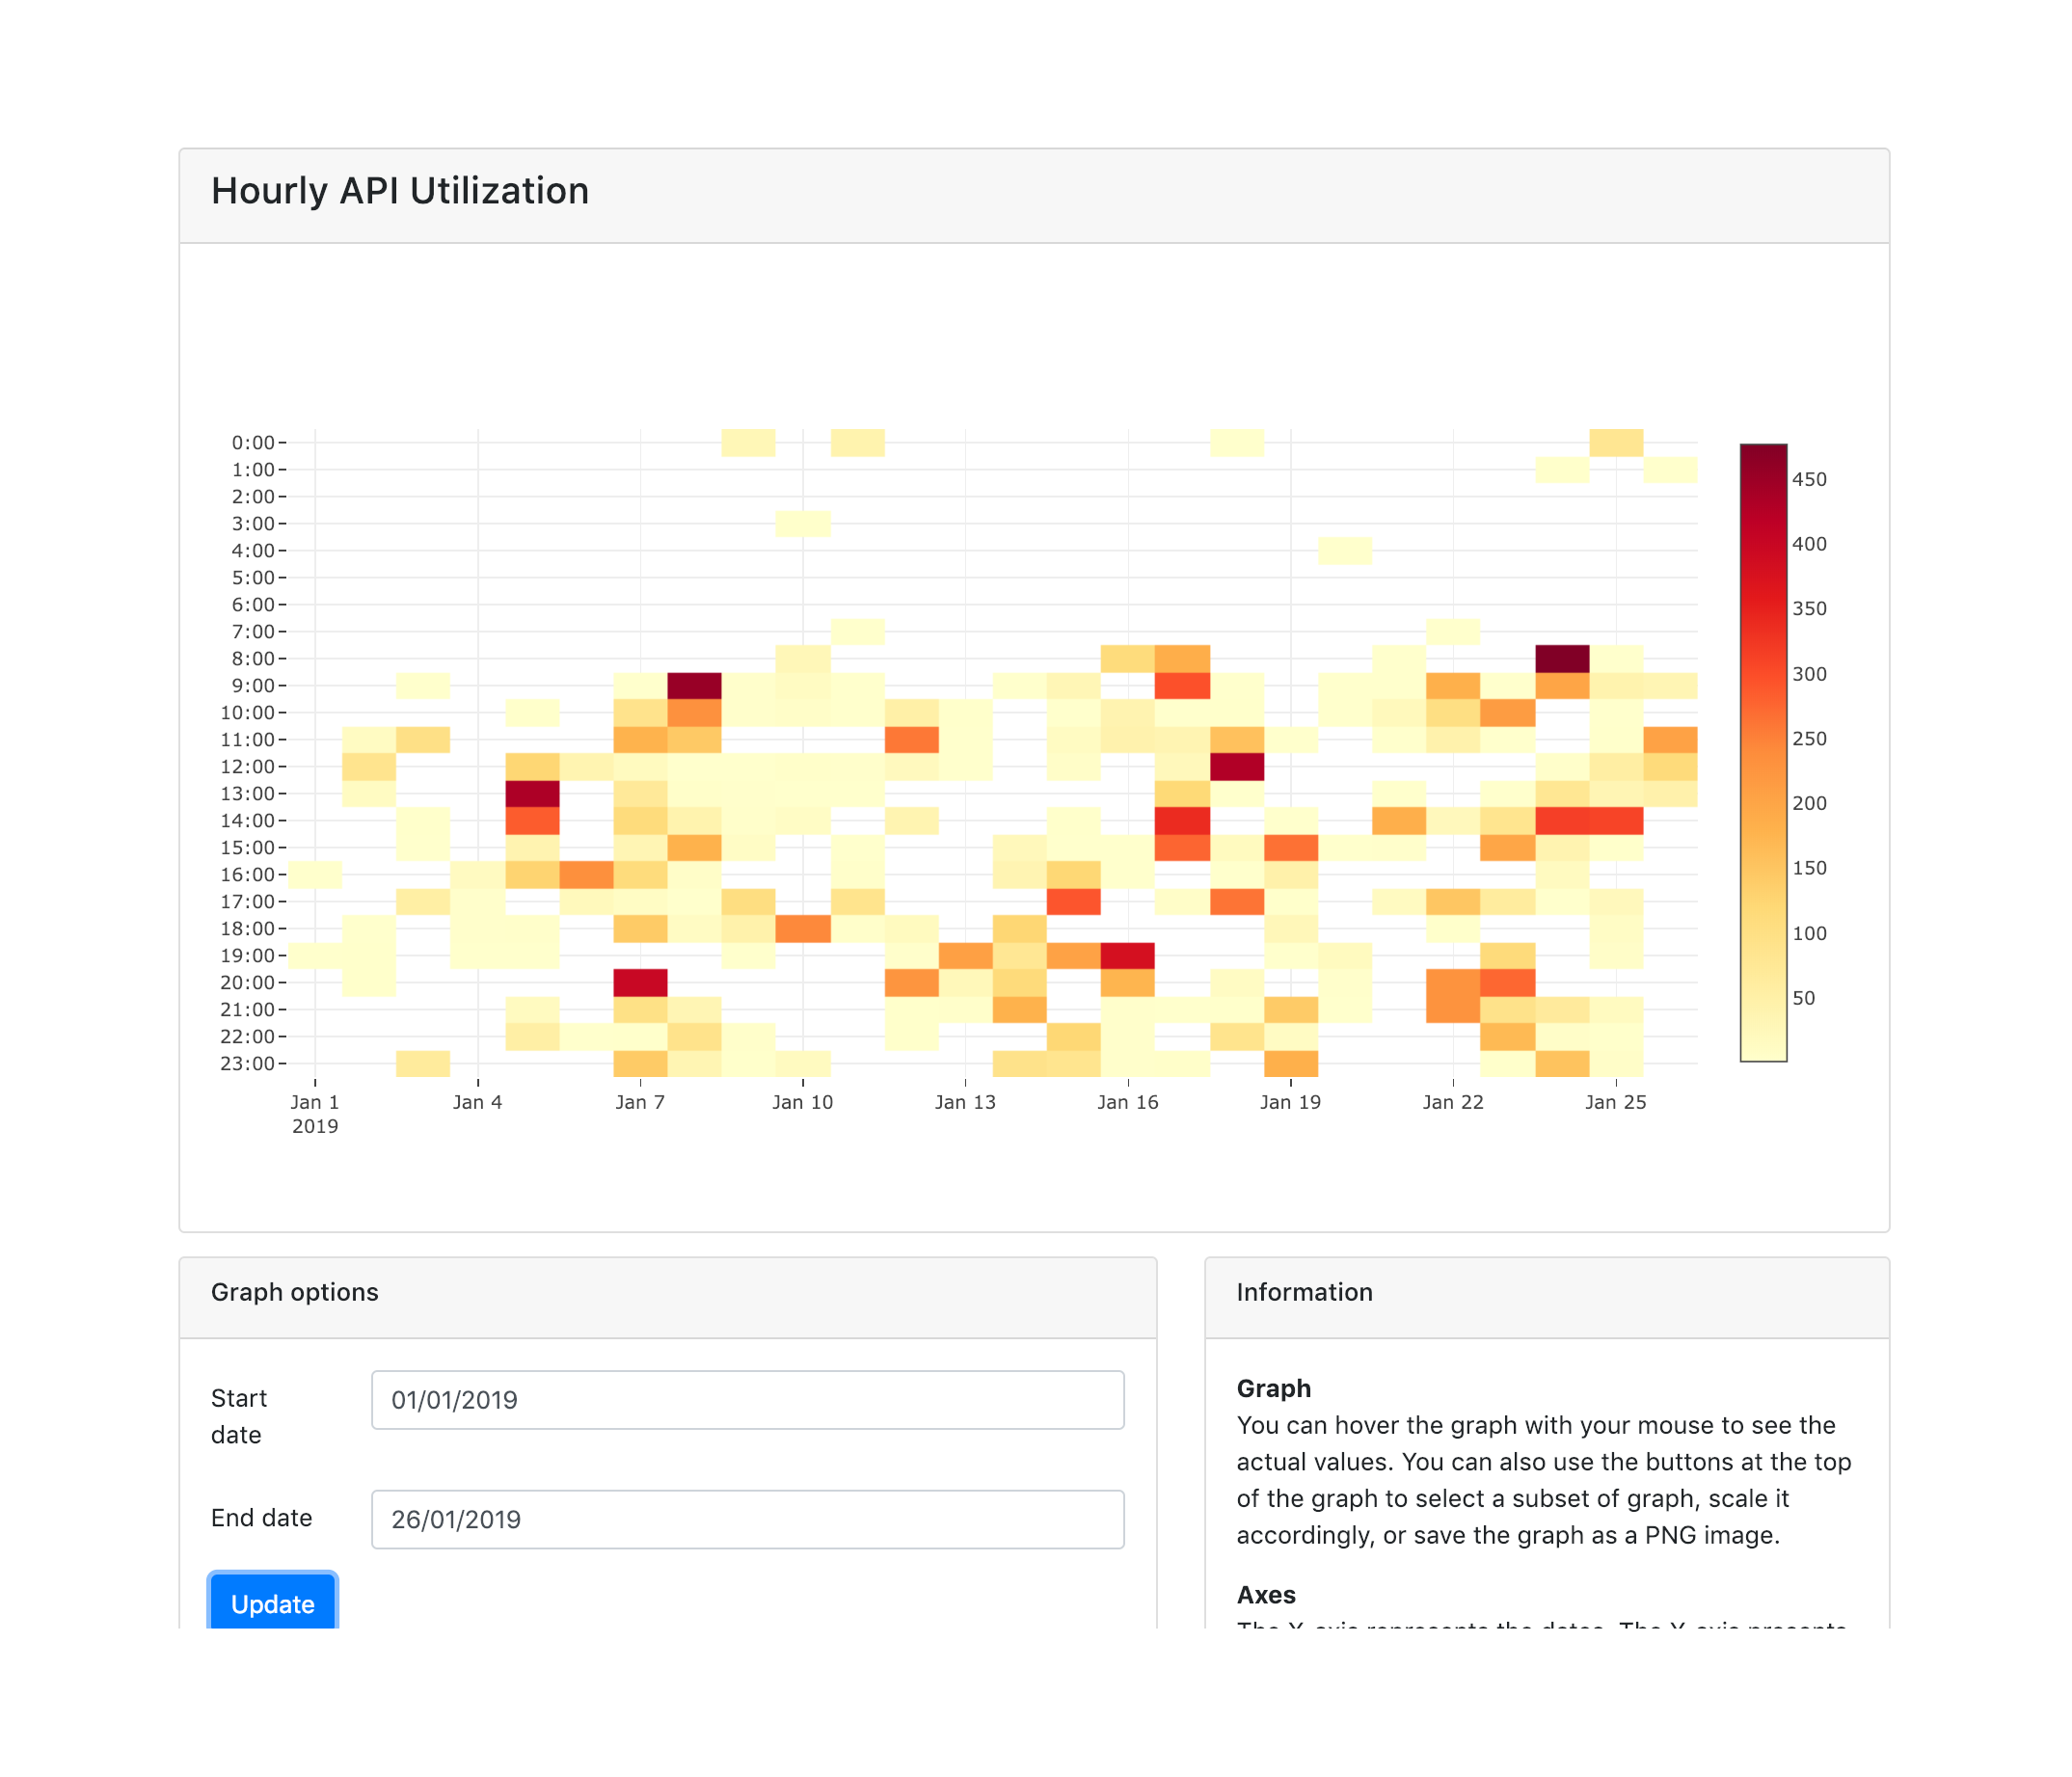 Hourly API Utilization
0:00
1:00
2:00
3:00
4:00
5:00
6:00
7:00
8:00
9:00
10:00
11:00
12:00
13:00
14:00
15:00
16:00
17:00
18:00
19:00
20:00
21:00
22:00
23:00
Jan 1 Jan 4 Jan 7 Jan 10 Jan 13 Jan 16 Jan 19 Jan 22 Jan 25
2019
450
400
350
300
250
200
150
100
50
Graph options
Start
date
01/01/2019
End date
26/01/2019
Update
Information
Graph
You can hover the graph with your mouse to see the
actual values. You can also use the buttons at the top
of the graph to select a subset of graph, scale it
accordingly, or save the graph as a PNG image.
Axes